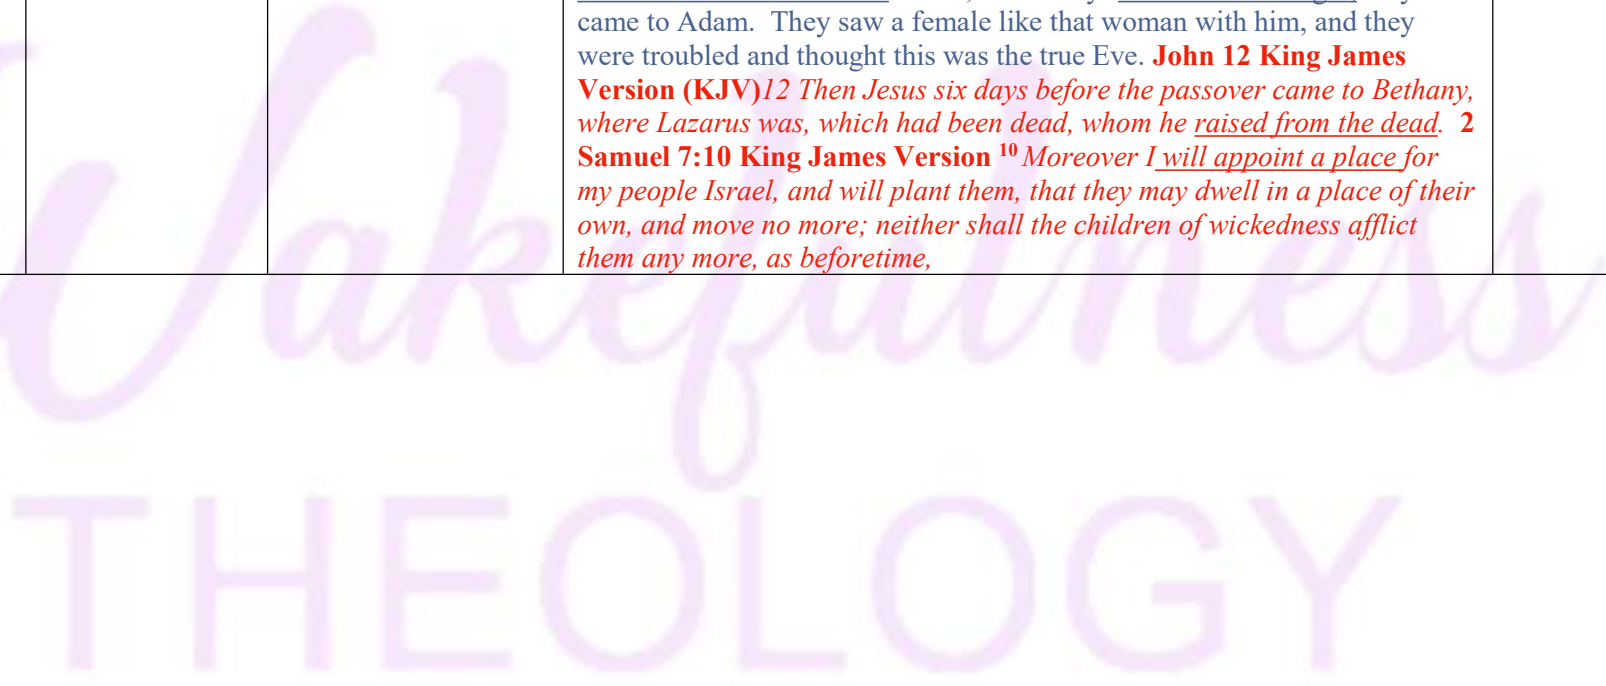 came to Adam.  They saw a female like that woman with him, and they
were troubled and thought this was the true Eve. John 12 King James
Version (KJV)12 Then Jesus six days before the passover came to Bethany,
where Lazarus was, which had been dead, whom he raised from the dead.  2
Samuel 7:10 King James Version 10 Moreover I will appoint a place for
my people Israel, and will plant them, that they may dwell in a place of their
own, and move no more; neither shall the children of wickedness afflict
them any more, as beforetime,
Wakefulness
THEOLOGY